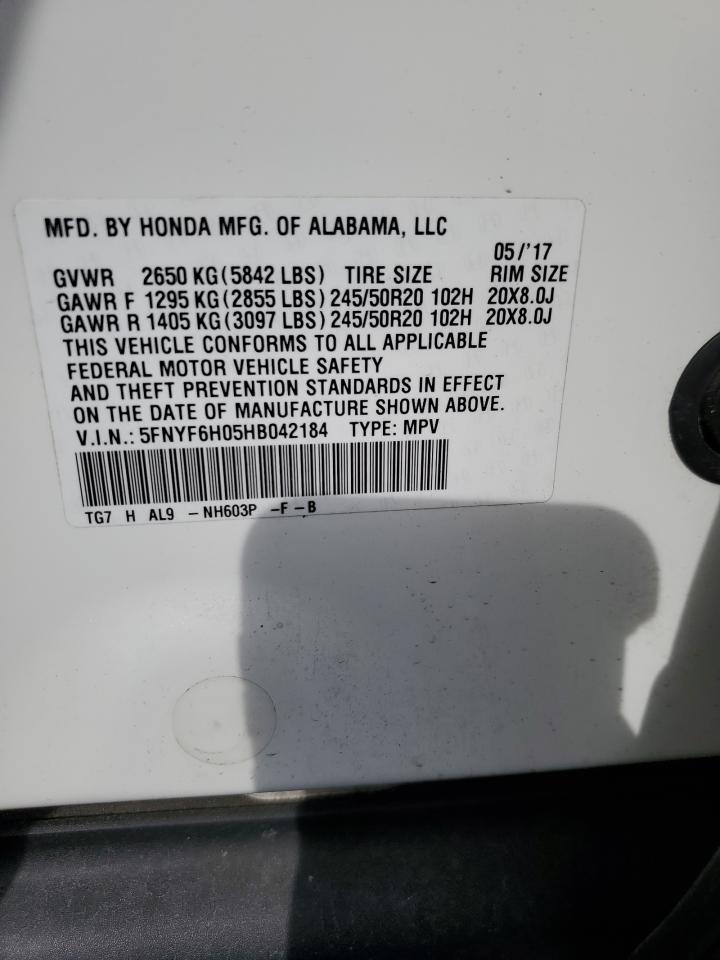 MFD. BY HONDA MFG. OF ALABAMA, LLC
05/'17
GVWR 2650 KG(5842 LBS) TIRE SIZE RIM SIZE
GAWR F 1295 KG(2855 LBS) 245/50R20 102H 20X8.0J
GAWR R 1405 KG(3097 LBS) 245/50R20 102H 20X8.0J
THIS VEHICLE CONFORMS TO ALL APPLICABLE
FEDERAL MOTOR VEHICLE SAFETY
AND THEFT PREVENTION STANDARDS IN EFFECT
ON THE DATE OF MANUFACTURE SHOWN ABOVE.
V.I.N.: 5FNYF6H05HB042184 TYPE: MPV
TG7 H AL9 -NH603P -F-B